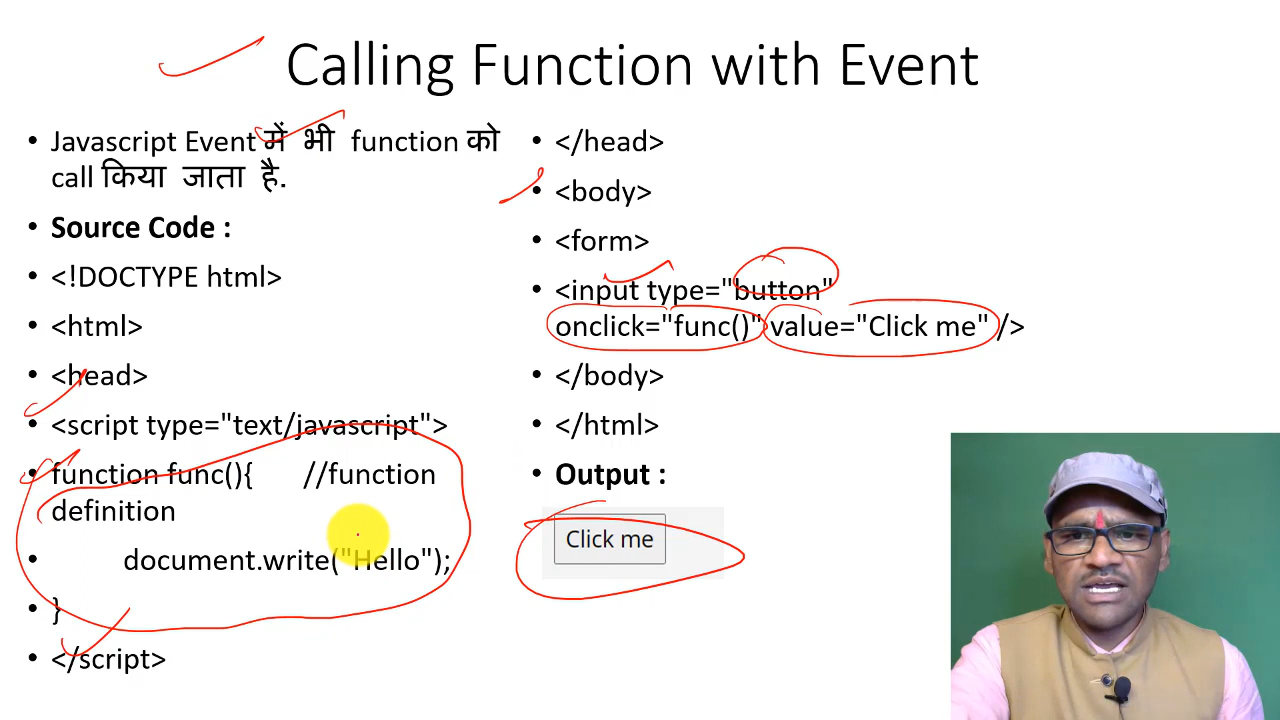 Calling Function with Event
• Javascript Event में भी function को
call किया जाता है.
• Source Code :
• <!DOCTYPE html>
• <html>
• <head>
• <script type="text/javascript">
• function func(){ //function
definition
• document.write("Hello");
• }
• </script>
• </head>
• <body>
• <form>
• <input type="button"
onclick="func()" value="Click me" />
• </body>
• </html>
• Output :
Click me